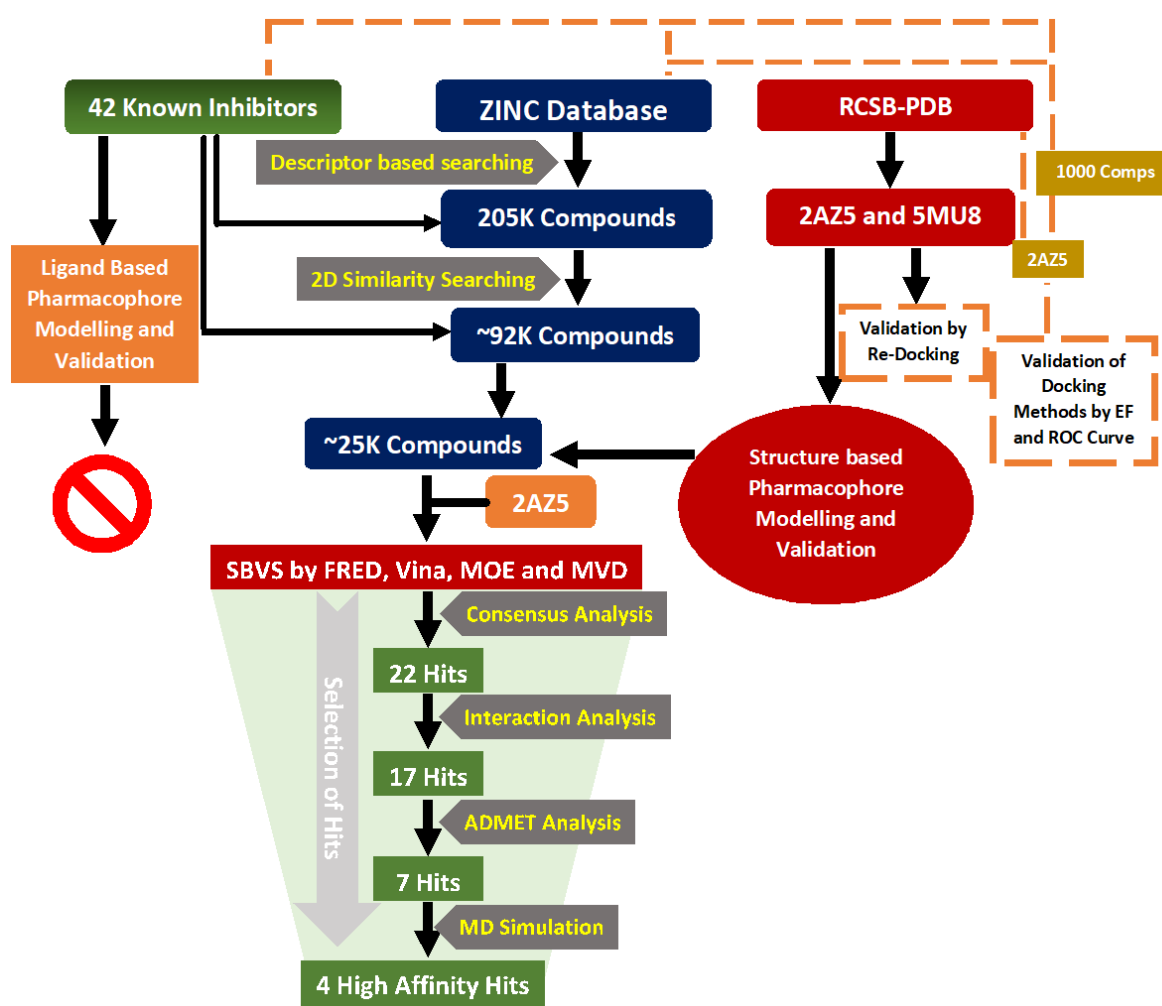 42 Known Inhibitors
ZINC Database
RCSB-PDB
Descriptor based searching
1000 Comps
205K Compounds
2AZ5 and 5MU8
Ligand Based
Pharmacophore
Modelling and
Validation
2D Similarity Searching
2AZ5
~92K Compounds
Validation by
Re-Docking
Validation of
Docking
Methods by EF
and ROC Curve
~25K Compounds
Structure based
Pharmacophore
Modelling and
Validation
2AZ5
SBVS by FRED, Vina, MOE and MVD
Consensus Analysis
Selection of Hits
22 Hits
Interaction Analysis
17 Hits
ADMET Analysis
7 Hits
MD Simulation
4 High Affinity Hits